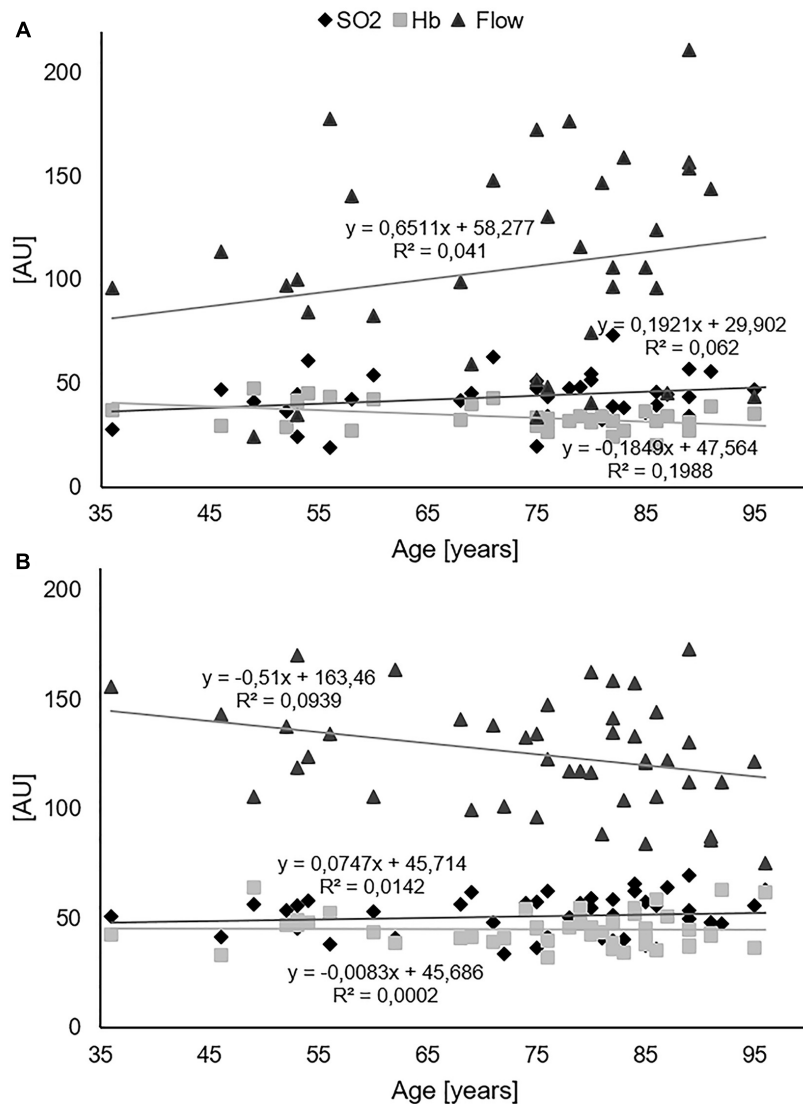 A
SO2 Hb Flow
200
150
y = 0,6511x + 58,277
R² = 0,041
[AU]
100
y = 0,1921x + 29,902
R² = 0,062
50
y = -0,1849x + 47,564
R² = 0,1988
0
35 45 55 65 75 85 95
Age [years]
B
200
y = -0,51x + 163,46
R² = 0,0939
150
[AU]
100
y = 0,0747x + 45,714
R² = 0,0142
50
y = -0,0083x + 45,686
R² = 0,0002
0
35 45 55 65 75 85 95
Age [years]